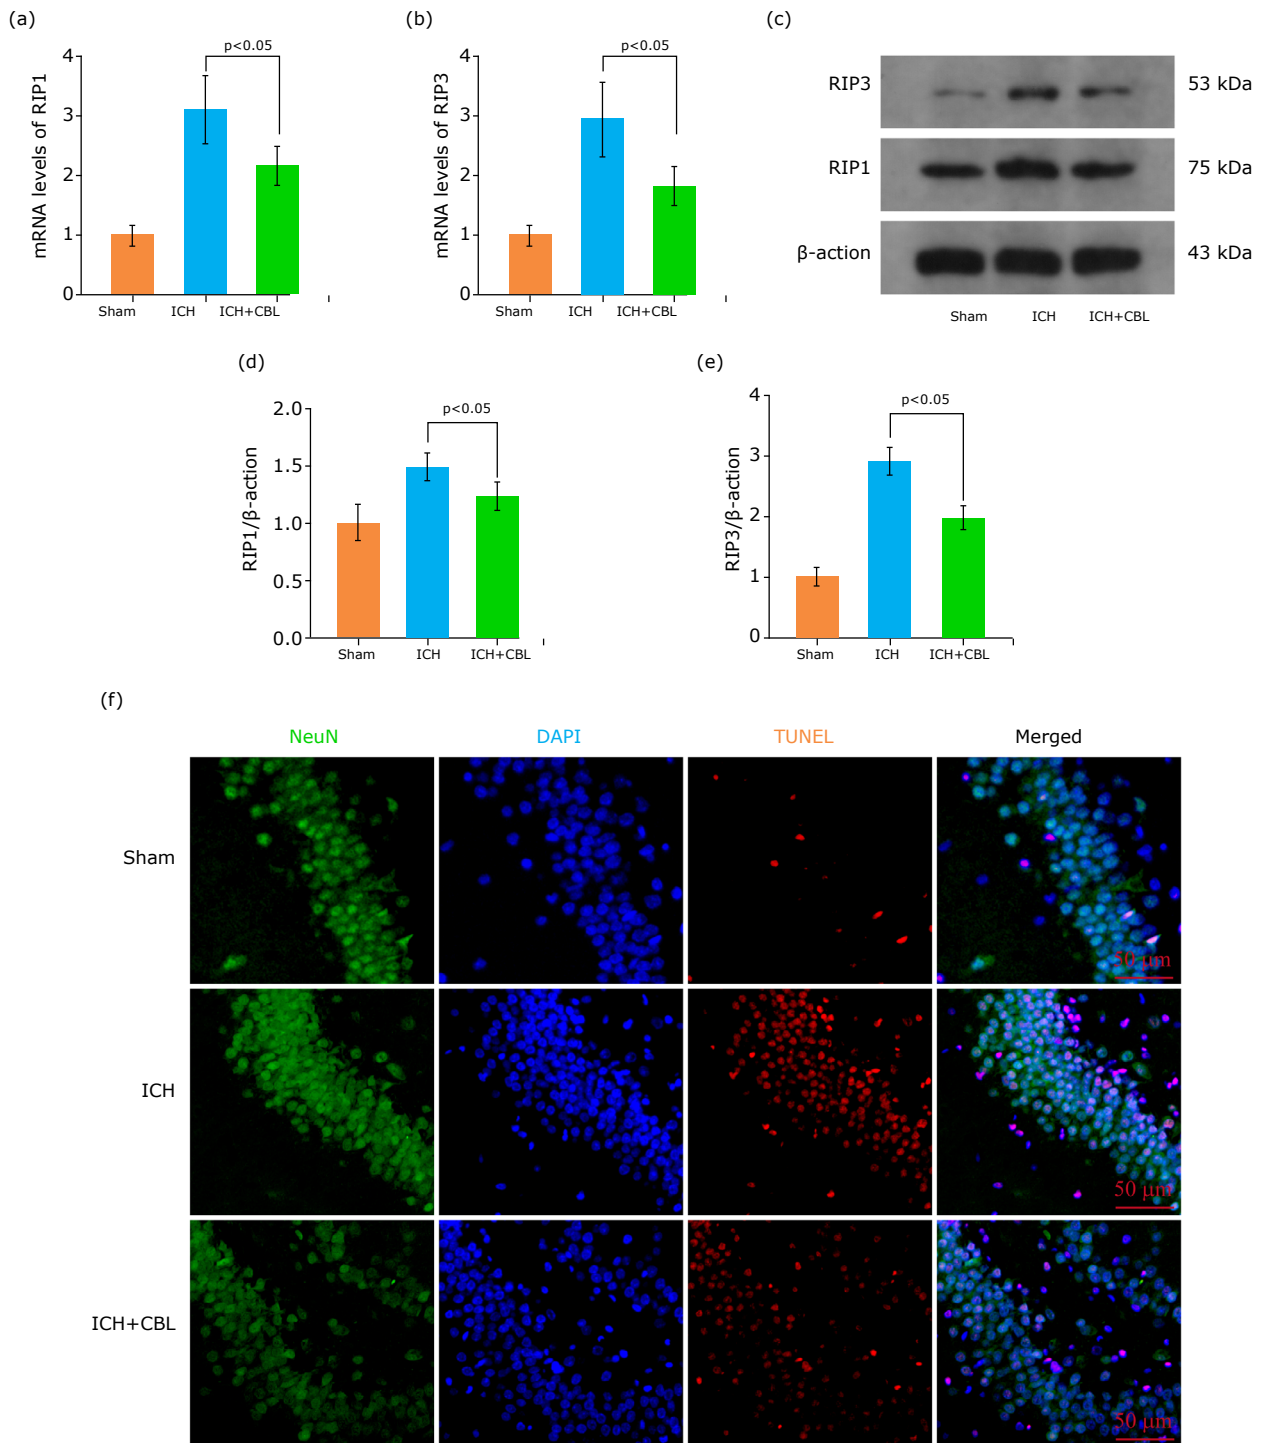 (a)
mRNA levels of RIP1
4
3
2
1
0
p<0.05
Sham ICH ICH+CBL
(b)
mRNA levels of RIP3
4
3
2
1
0
p<0.05
Sham ICH ICH+CBL
(c)
RIP3 53 kDa
RIP1 75 kDa
β-action 43 kDa
Sham ICH ICH+CBL
(d)
RIP1/β-action
2.0
1.5
1.0
0.5
0.0
p<0.05
Sham ICH ICH+CBL
(e)
RIP3/β-action
4
3
2
1
0
p<0.05
Sham ICH ICH+CBL
(f)
NeuN DAPI TUNEL Merged
Sham
50 μm
ICH
50 μm
ICH+CBL
50 μm